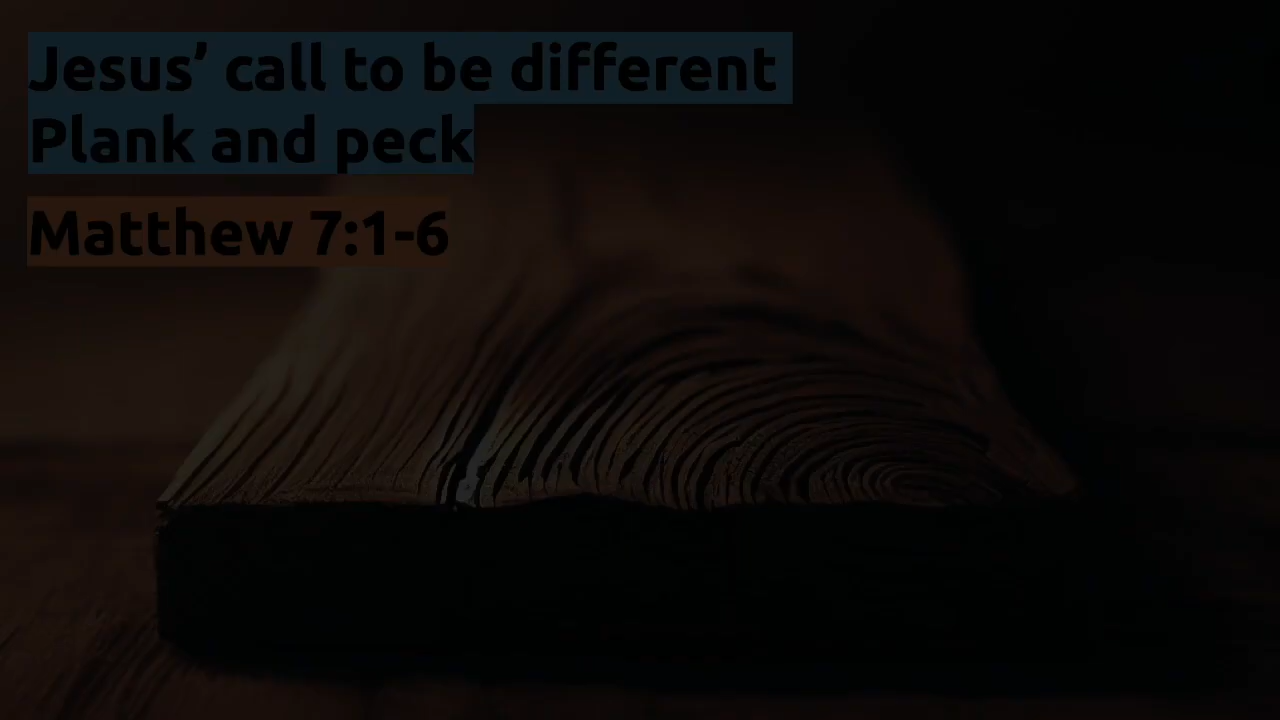 Jesus’ call to be different
Plank and peck
Matthew 7:1-6